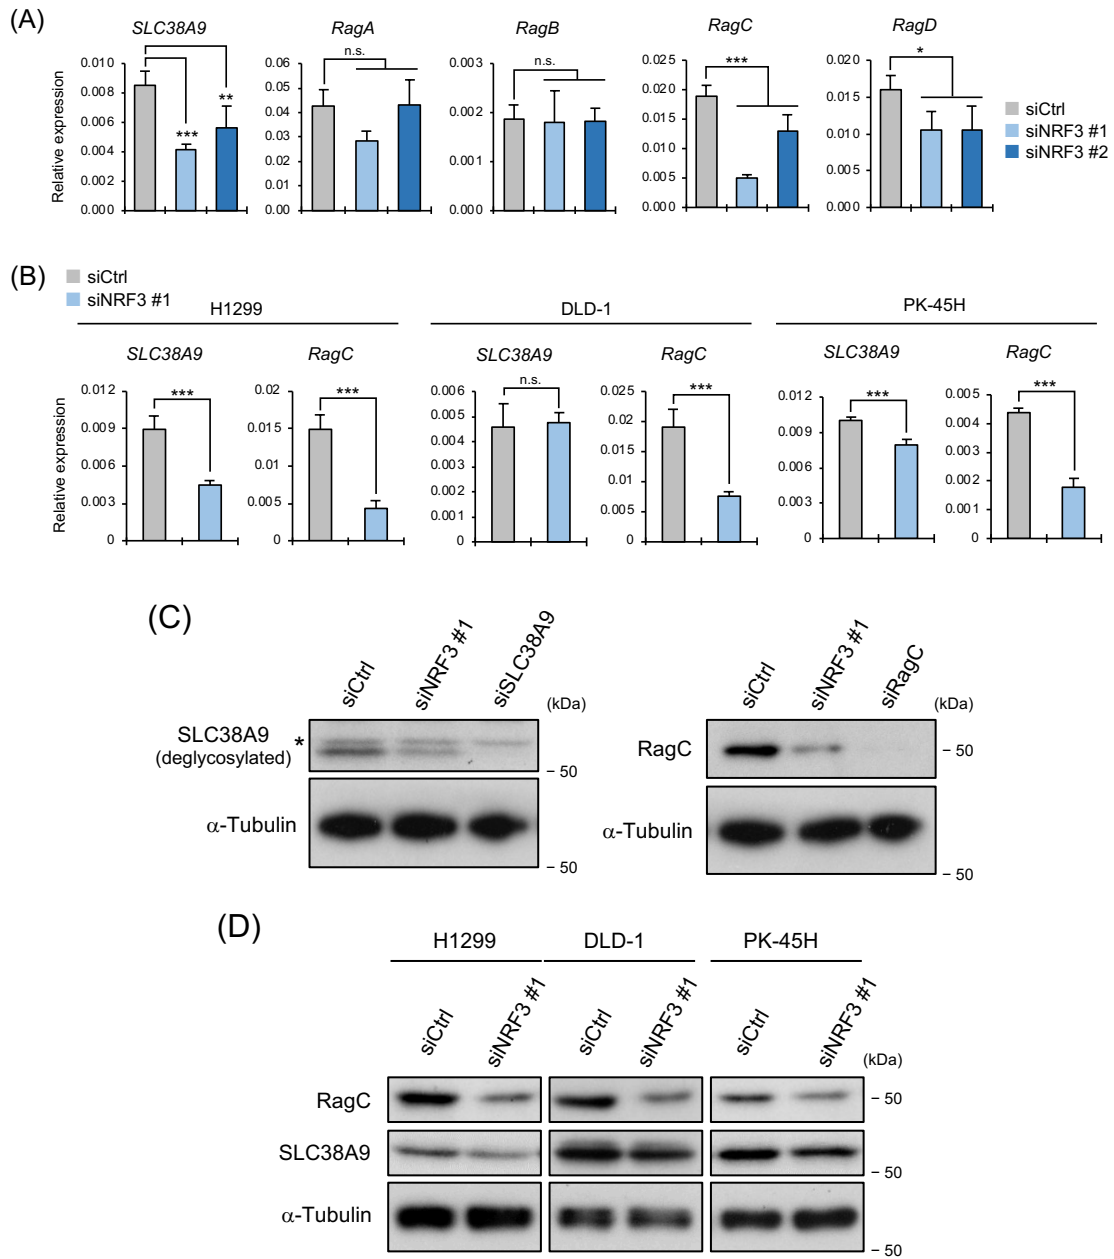 (A)
SLC38A9 RagA RagB RagC RagD
Relative expression
0.010 0.008 0.006 0.004 0.002 0.000
*** **
0.06 0.05 0.04 0.03 0.02 0.01 0.00
n.s.
0.003 0.002 0.001 0.000
n.s.
0.025 0.020 0.015 0.010 0.005 0.000
***
0.020 0.015 0.010 0.005 0.000
*
siCtrl
siNRF3 #1
siNRF3 #2
(B)
siCtrl
siNRF3 #1
H1299 DLD-1 PK-45H
SLC38A9 RagC SLC38A9 RagC SLC38A9 RagC
Relative expression
0.012 0.009 0.006 0.003 0
***
0.02 0.015 0.01 0.005 0
***
0.006 0.005 0.004 0.003 0.002 0.001 0
n.s.
0.025 0.02 0.015 0.01 0.005 0
***
0.012 0.009 0.006 0.003 0
***
0.005 0.004 0.003 0.002 0.001 0
***
(C)
siCtrl siNRF3 #1 siSLC38A9 (kDa)
SLC38A9 *
(deglycosylated)
– 50
α-Tubulin
– 50
siCtrl siNRF3 #1 siRagC (kDa)
RagC – 50
α-Tubulin
– 50
(D)
H1299 DLD-1 PK-45H
siCtrl siNRF3 #1 siCtrl siNRF3 #1 siCtrl siNRF3 #1
(kDa)
RagC – 50
SLC38A9
– 50
α-Tubulin
– 50